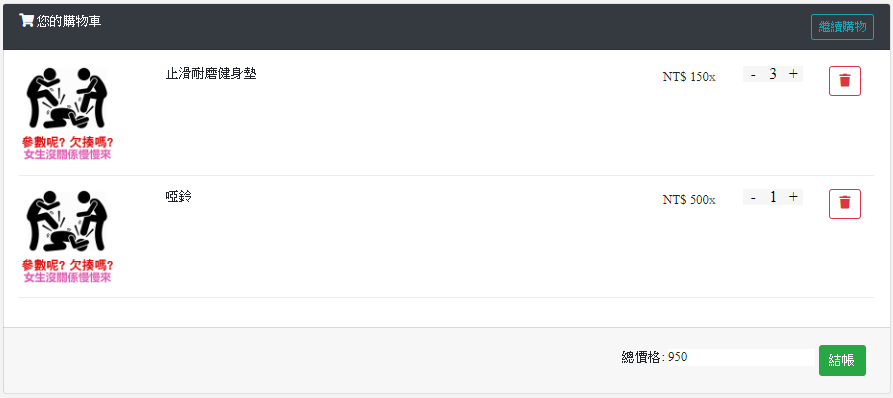 您的購物車
繼續購物
止滑耐磨健身墊
NT$ 150x
- 3 +
參數呢? 欠揍嗎?
女生沒關係慢慢來
啞鈴
NT$ 500x
- 1 +
參數呢? 欠揍嗎?
女生沒關係慢慢來
總價格: 950
結帳